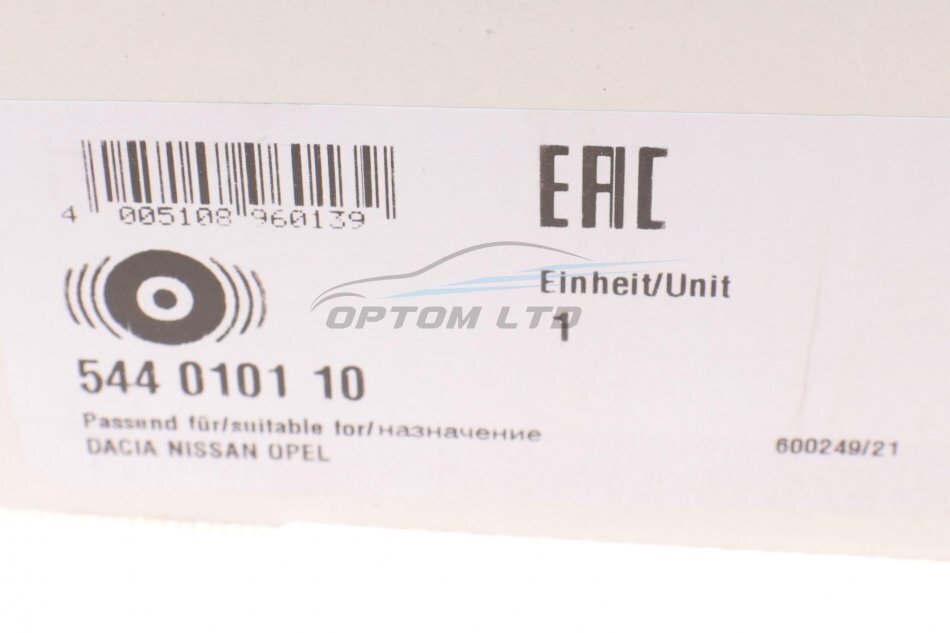 EAC
4 005108 960139
Einheit/Unit
1
OPTOM LTD
544 0101 10
Passend für/suitable for/назначение
DACIA NISSAN OPEL
600249/21